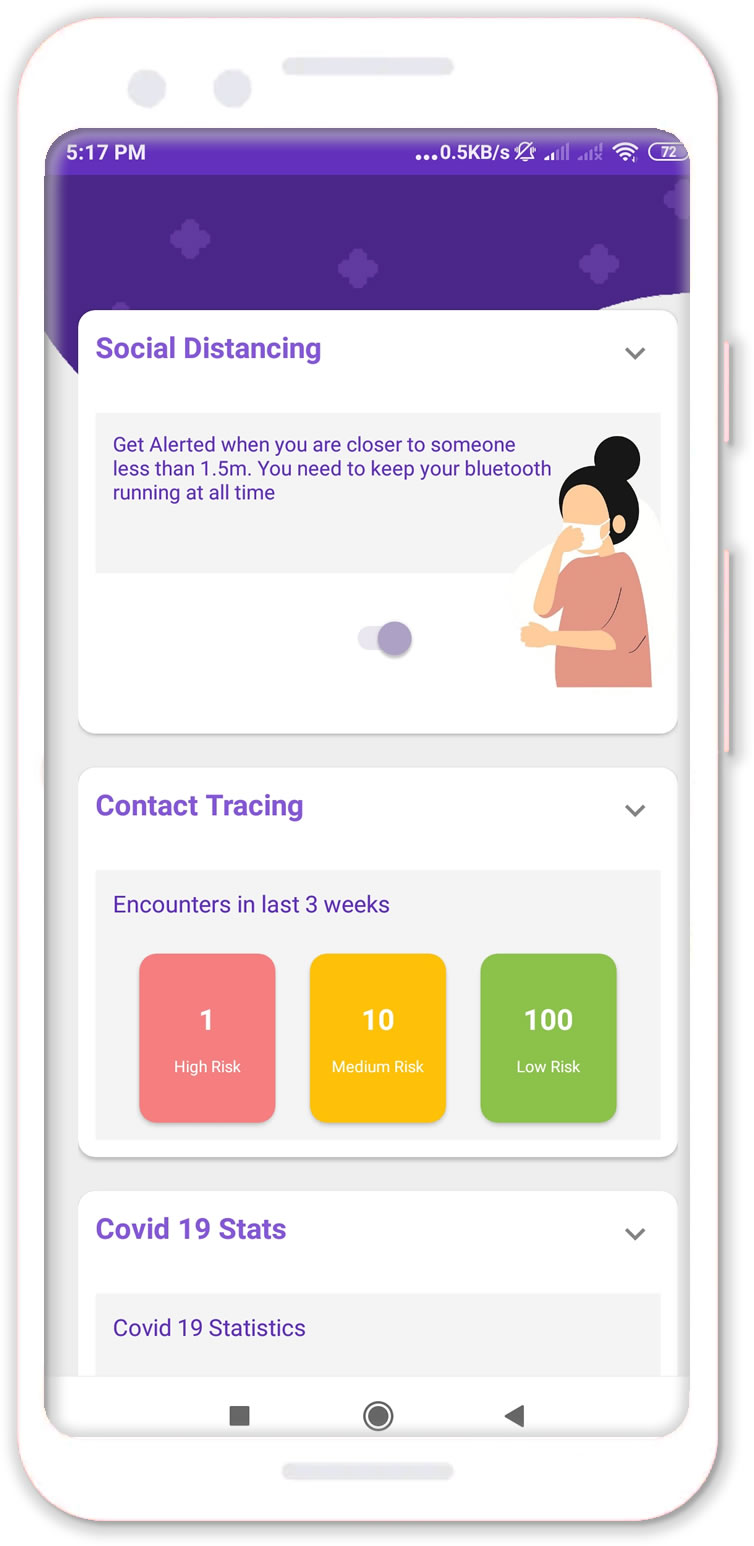 5:17 PM ...0.5KB/s 72
Social Distancing
Get Alerted when you are closer to someone
less than 1.5m. You need to keep your bluetooth
running at all time
Contact Tracing
Encounters in last 3 weeks
1 10 100
High Risk Medium Risk Low Risk
Covid 19 Stats
Covid 19 Statistics